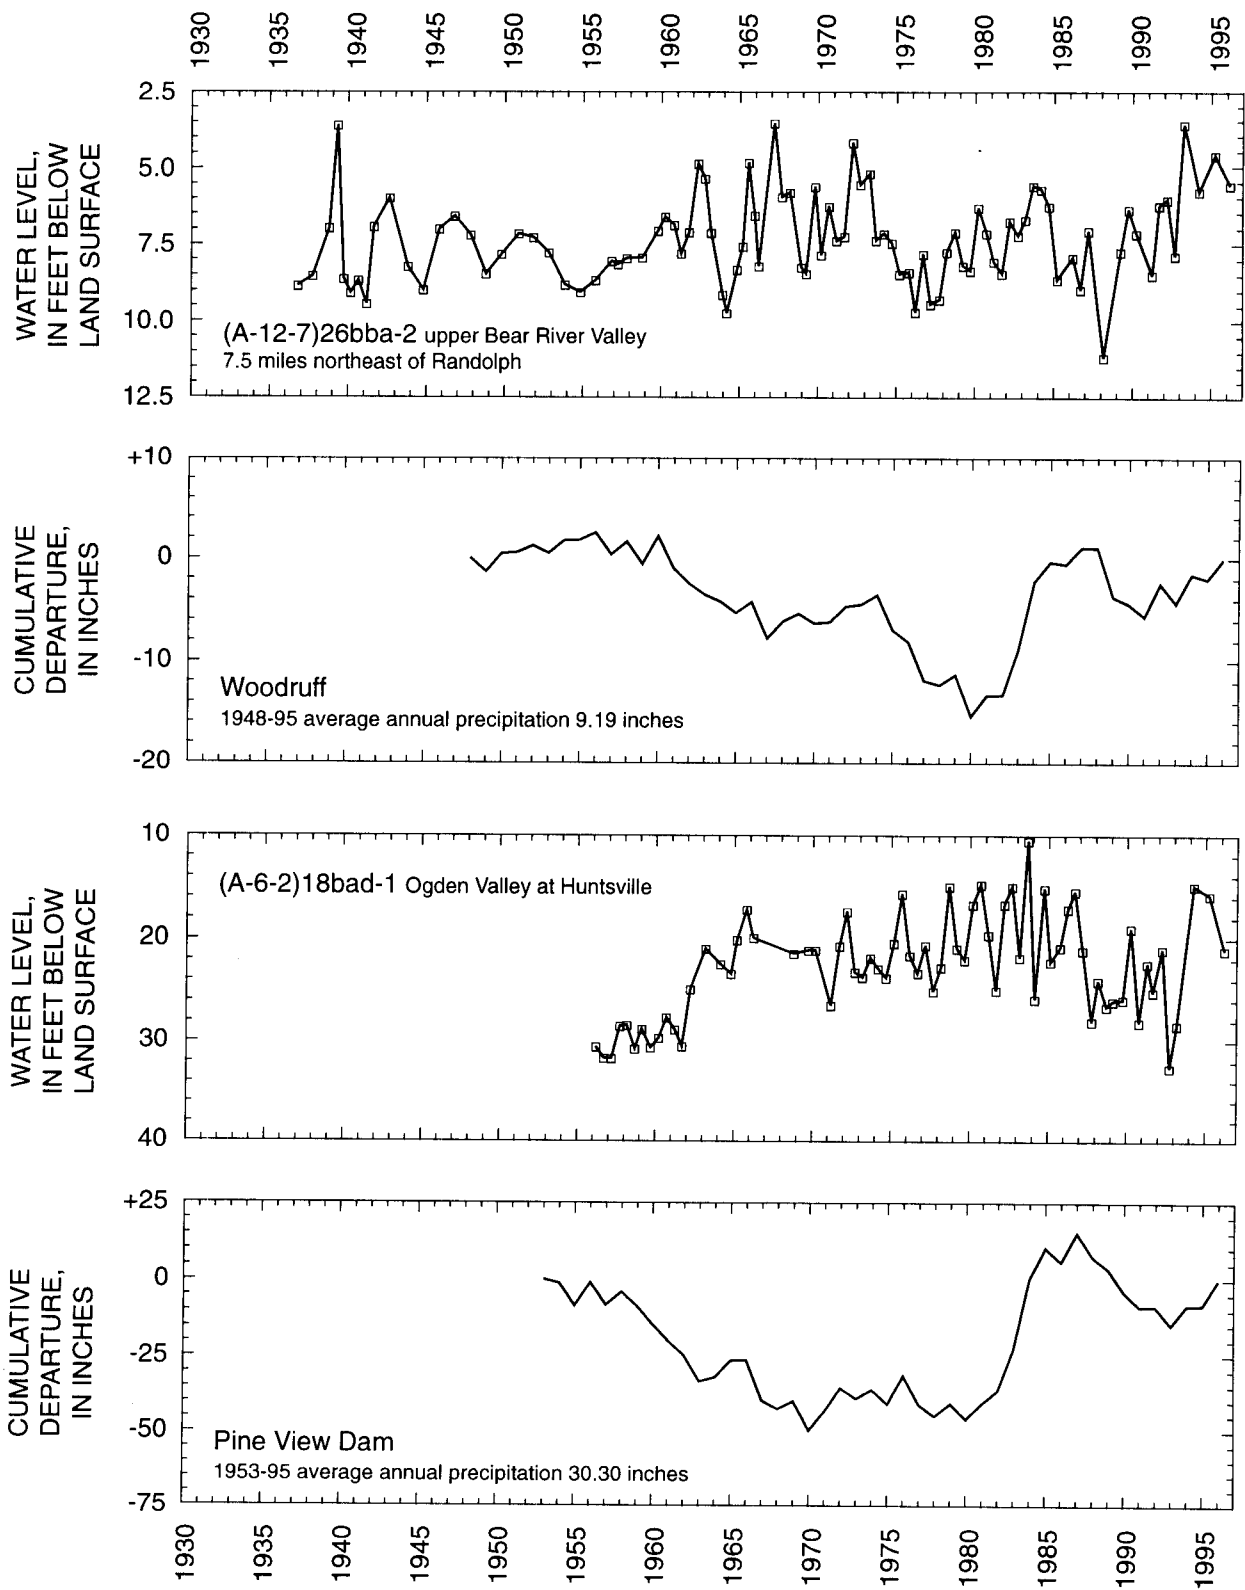 1930 1935 1940 1945 1950 1955 1960 1965 1970 1975 1980 1985 1990 1995
WATER LEVEL,
IN FEET BELOW
LAND SURFACE
2.5
5.0
7.5
10.0
12.5
(A-12-7)26bba-2 upper Bear River Valley
7.5 miles northeast of Randolph
CUMULATIVE
DEPARTURE,
IN INCHES
+10
0
-10
-20
Woodruff
1948-95 average annual precipitation 9.19 inches
WATER LEVEL,
IN FEET BELOW
LAND SURFACE
10
20
30
40
(A-6-2)18bad-1 Ogden Valley at Huntsville
CUMULATIVE
DEPARTURE,
IN INCHES
+25
0
-25
-50
-75
Pine View Dam
1953-95 average annual precipitation 30.30 inches
1930 1935 1940 1945 1950 1955 1960 1965 1970 1975 1980 1985 1990 1995